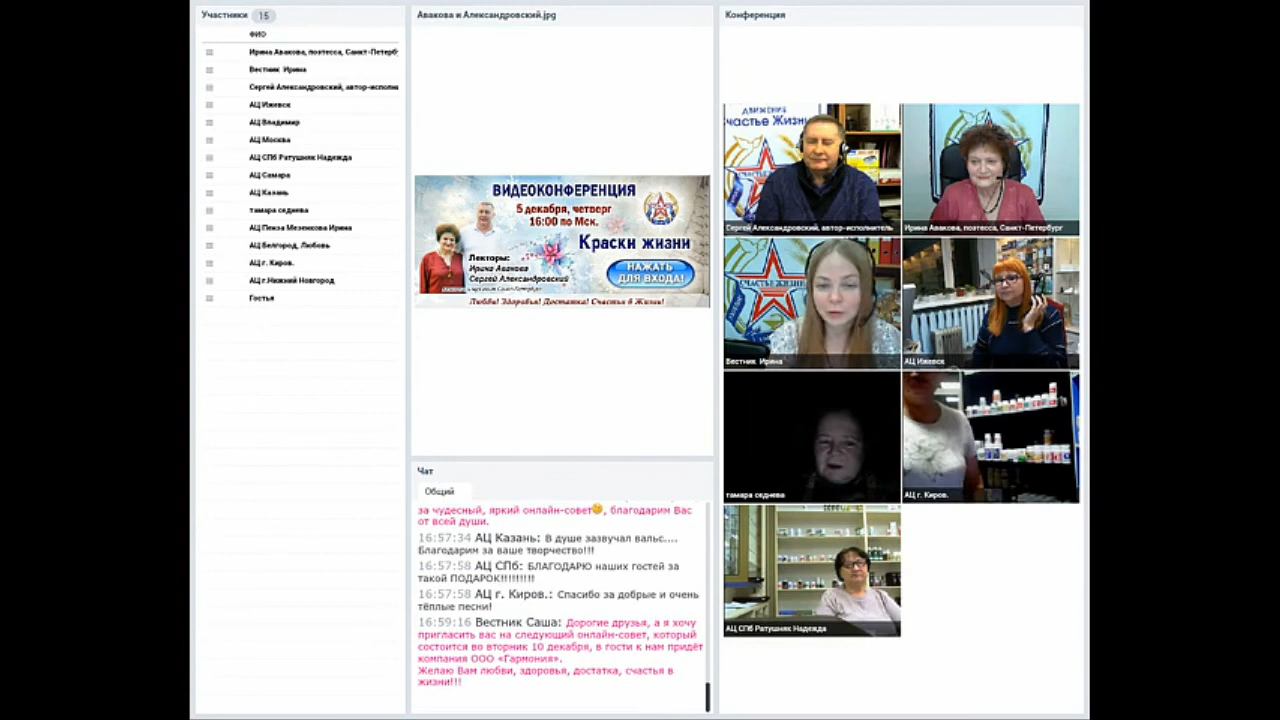 Участники 15
ФИО
Ирина Авакова, поэтесса, Санкт-Петерб
Вестник Ирина
Сергей Александровский, автор-исполни
АЦ Ижевск
АЦ Владимир
АЦ Москва
АЦ СПб Ратушняк Надежда
АЦ Самара
АЦ Казань
тамара седнева
АЦ Пенза Мезенкова Ирина
АЦ Белгород, Любовь
АЦ г. Киров.
АЦ г.Нижний Новгород
Гостья
Авакова и Александровский.jpg
ВИДЕОКОНФЕРЕНЦИЯ
5 декабря, четверг
16:00 по Мск.
Краски жизни
Лекторы:
Ирина Авакова
Сергей Александровский
НАЖАТЬ
ДЛЯ ВХОДА!
Любви! Здоровья! Достатка! Счастья в Жизни!
Чат
Общий
за чудесный, яркий онлайн-совет, благодарим Вас
от всей души.
16:57:34 АЦ Казань: В душе зазвучал вальс....
Благодарим за ваше творчество!!!
16:57:58 АЦ СПб: БЛАГОДАРЮ наших гостей за
такой ПОДАРОК!!!!!!!!!
16:57:58 АЦ г. Киров.: Спасибо за добрые и очень
тёплые песни!
16:59:16 Вестник Саша: Дорогие друзья, а я хочу
пригласить вас на следующий онлайн-совет, который
состоится во вторник 10 декабря, в гости к нам придёт
компания ООО «Гармония».
Желаю Вам любви, здоровья, достатка, счастья в
жизни!!!
Конференция
ДВИЖЕНИЕ
Счастье Жизни
Сергей Александровский, автор-исполнитель
Ирина Авакова, поэтесса, Санкт-Петербург
СЧАСТЬЕ ЖИЗНИ
Вестник Ирина
АЦ Ижевск
тамара седнева
АЦ г. Киров.
АЦ СПб Ратушняк Надежда